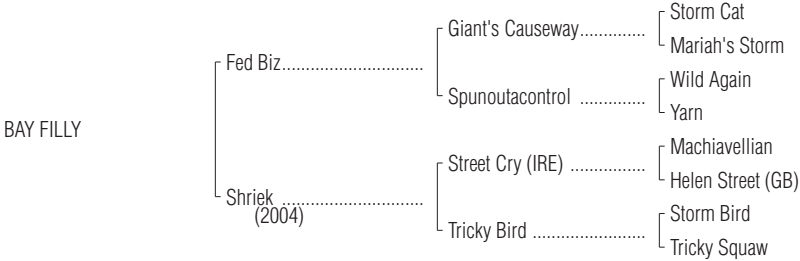 Storm Cat
Giant's Causeway..............
Mariah's Storm
Fed Biz..............................
Wild Again
Spunoutacontrol ..............
Yarn
BAY FILLY
Machiavellian
Street Cry (IRE) ................
Helen Street (GB)
Shriek ..............................
(2004)
Storm Bird
Tricky Bird ........................
Tricky Squaw